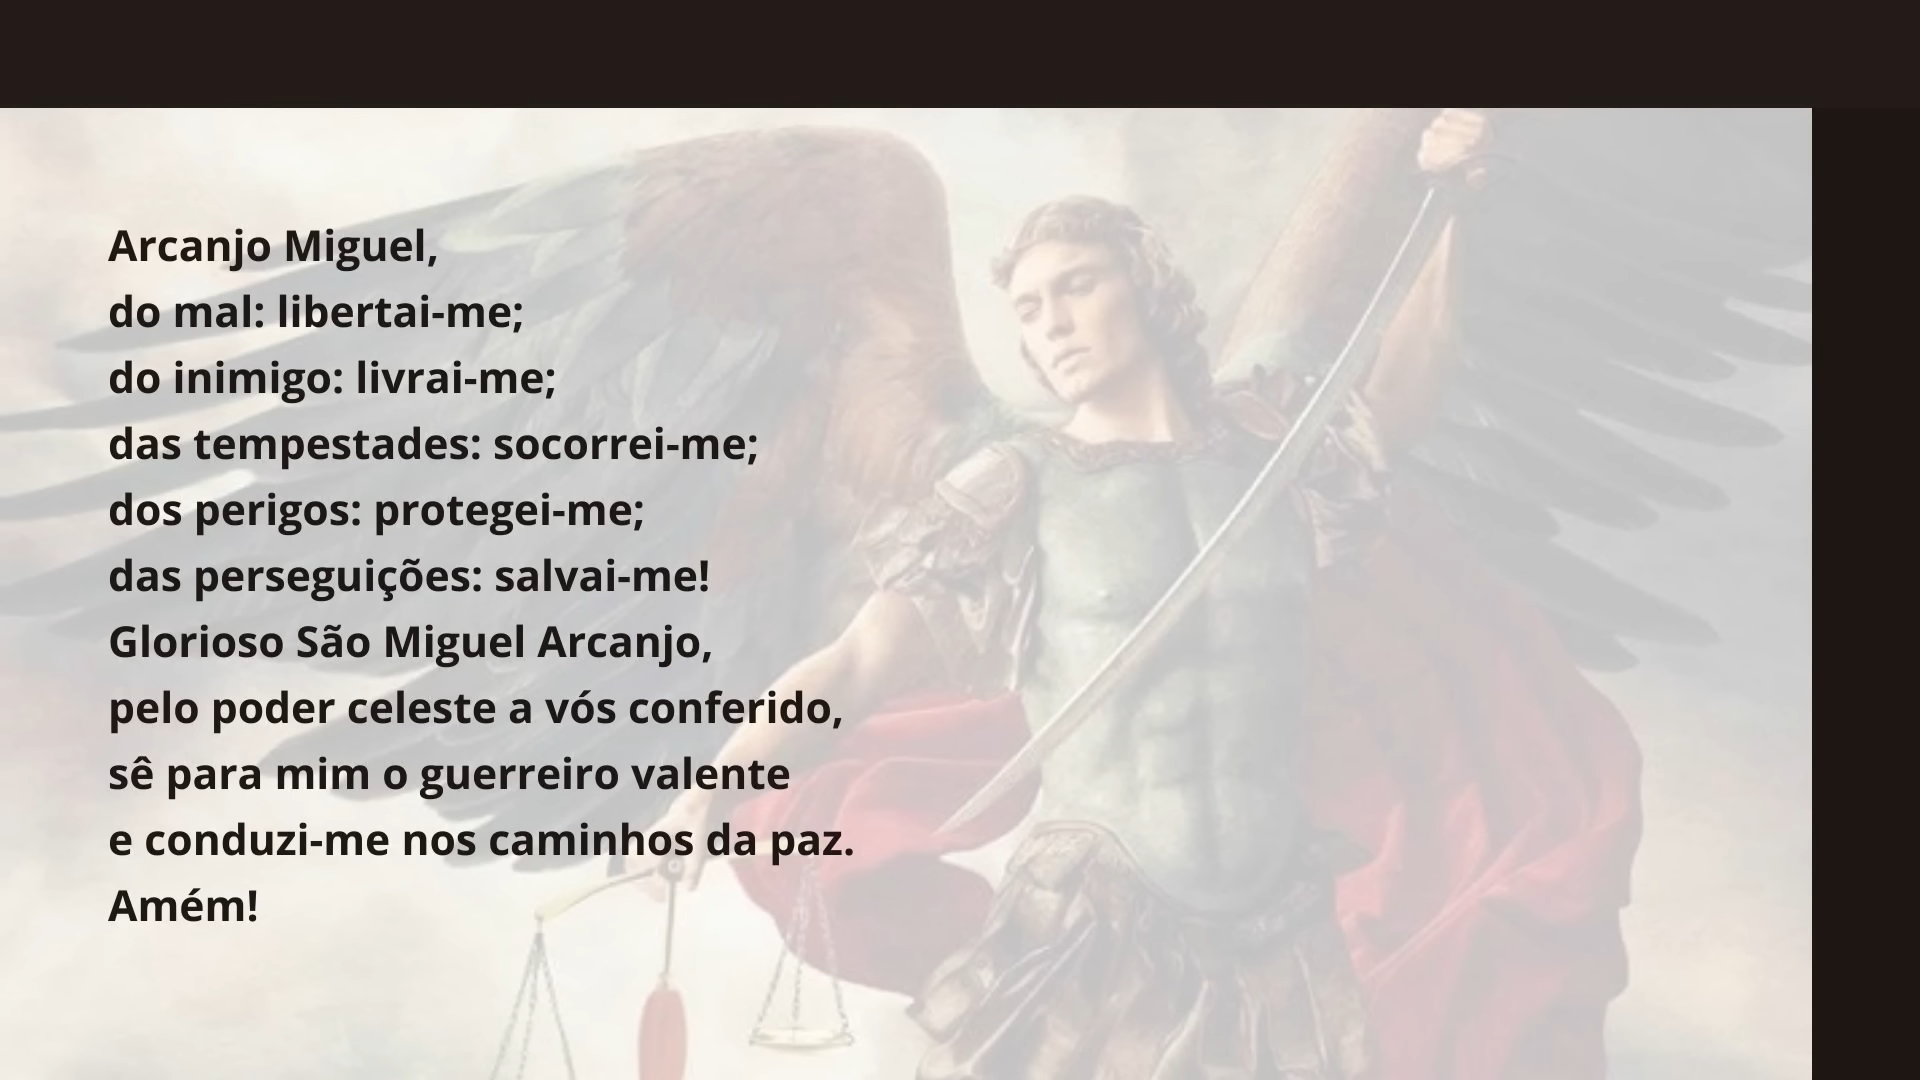 Arcanjo Miguel,
do mal: libertai-me;
do inimigo: livrai-me;
das tempestades: socorrei-me;
dos perigos: protegei-me;
das perseguições: salvai-me!
Glorioso São Miguel Arcanjo,
pelo poder celeste a vós conferido,
sê para mim o guerreiro valente
e conduzi-me nos caminhos da paz.
Amém!